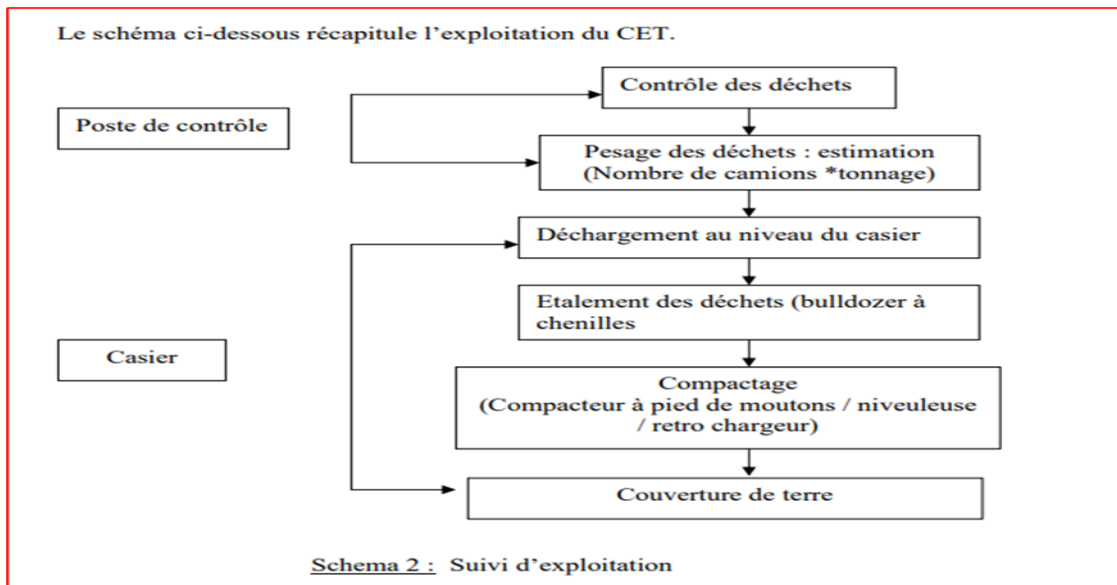 Le schéma ci-dessous récapitule l'exploitation du CET.
Contrôle des déchets
Poste de contrôle
Pesage des déchets : estimation
(Nombre de camions *tonnage)
Déchargement au niveau du casier
Etalement des déchets (bulldozer à
chenilles
Casier
Compactage
(Compacteur à pied de moutons / niveuleuse
/ retro chargeur)
Couverture de terre
Schema 2 : Suivi d'exploitation